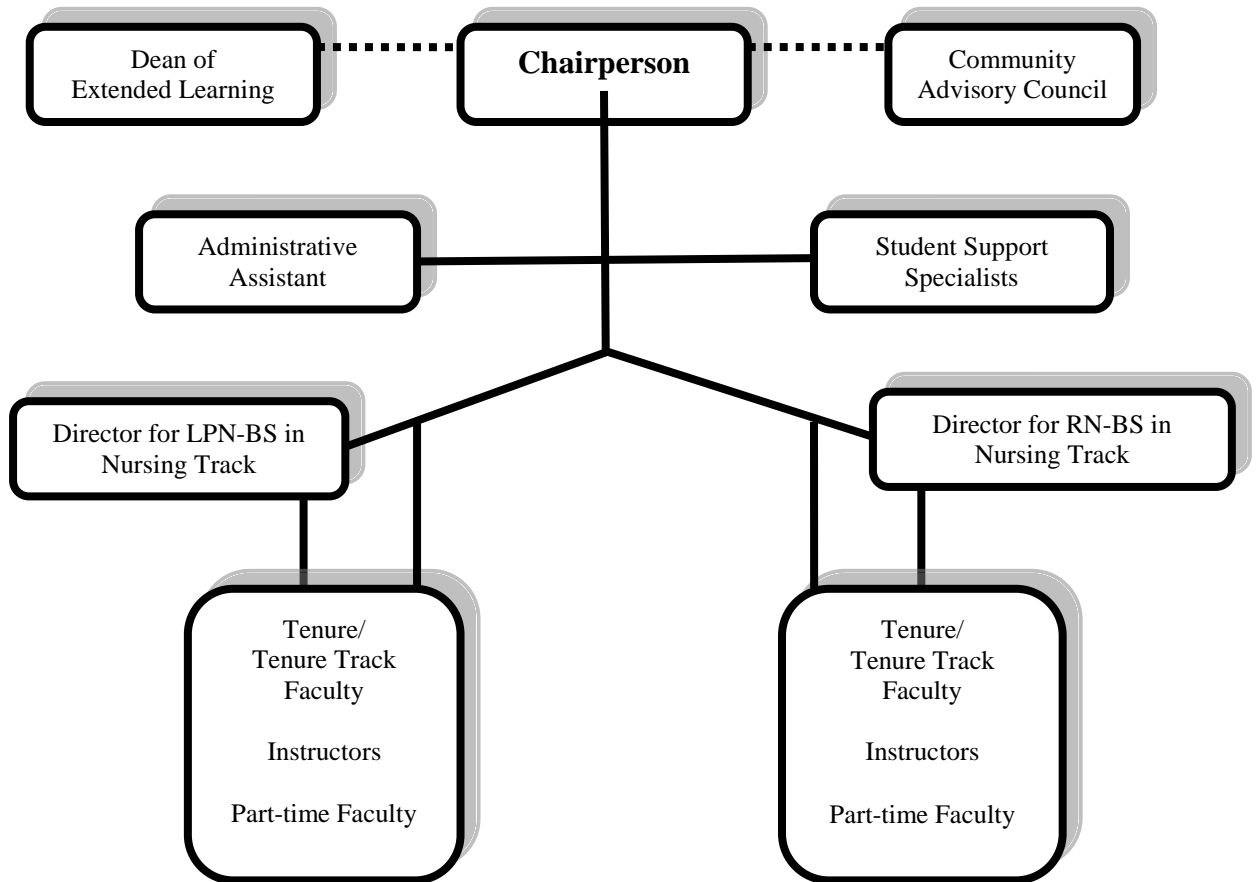 Dean of
Extended Learning
Chairperson
Community
Advisory Council
Administrative
Assistant
Student Support
Specialists
Director for LPN-BS in
Nursing Track
Director for RN-BS in
Nursing Track
Tenure/
Tenure Track
Faculty
Instructors
Part-time Faculty
Tenure/
Tenure Track
Faculty
Instructors
Part-time Faculty